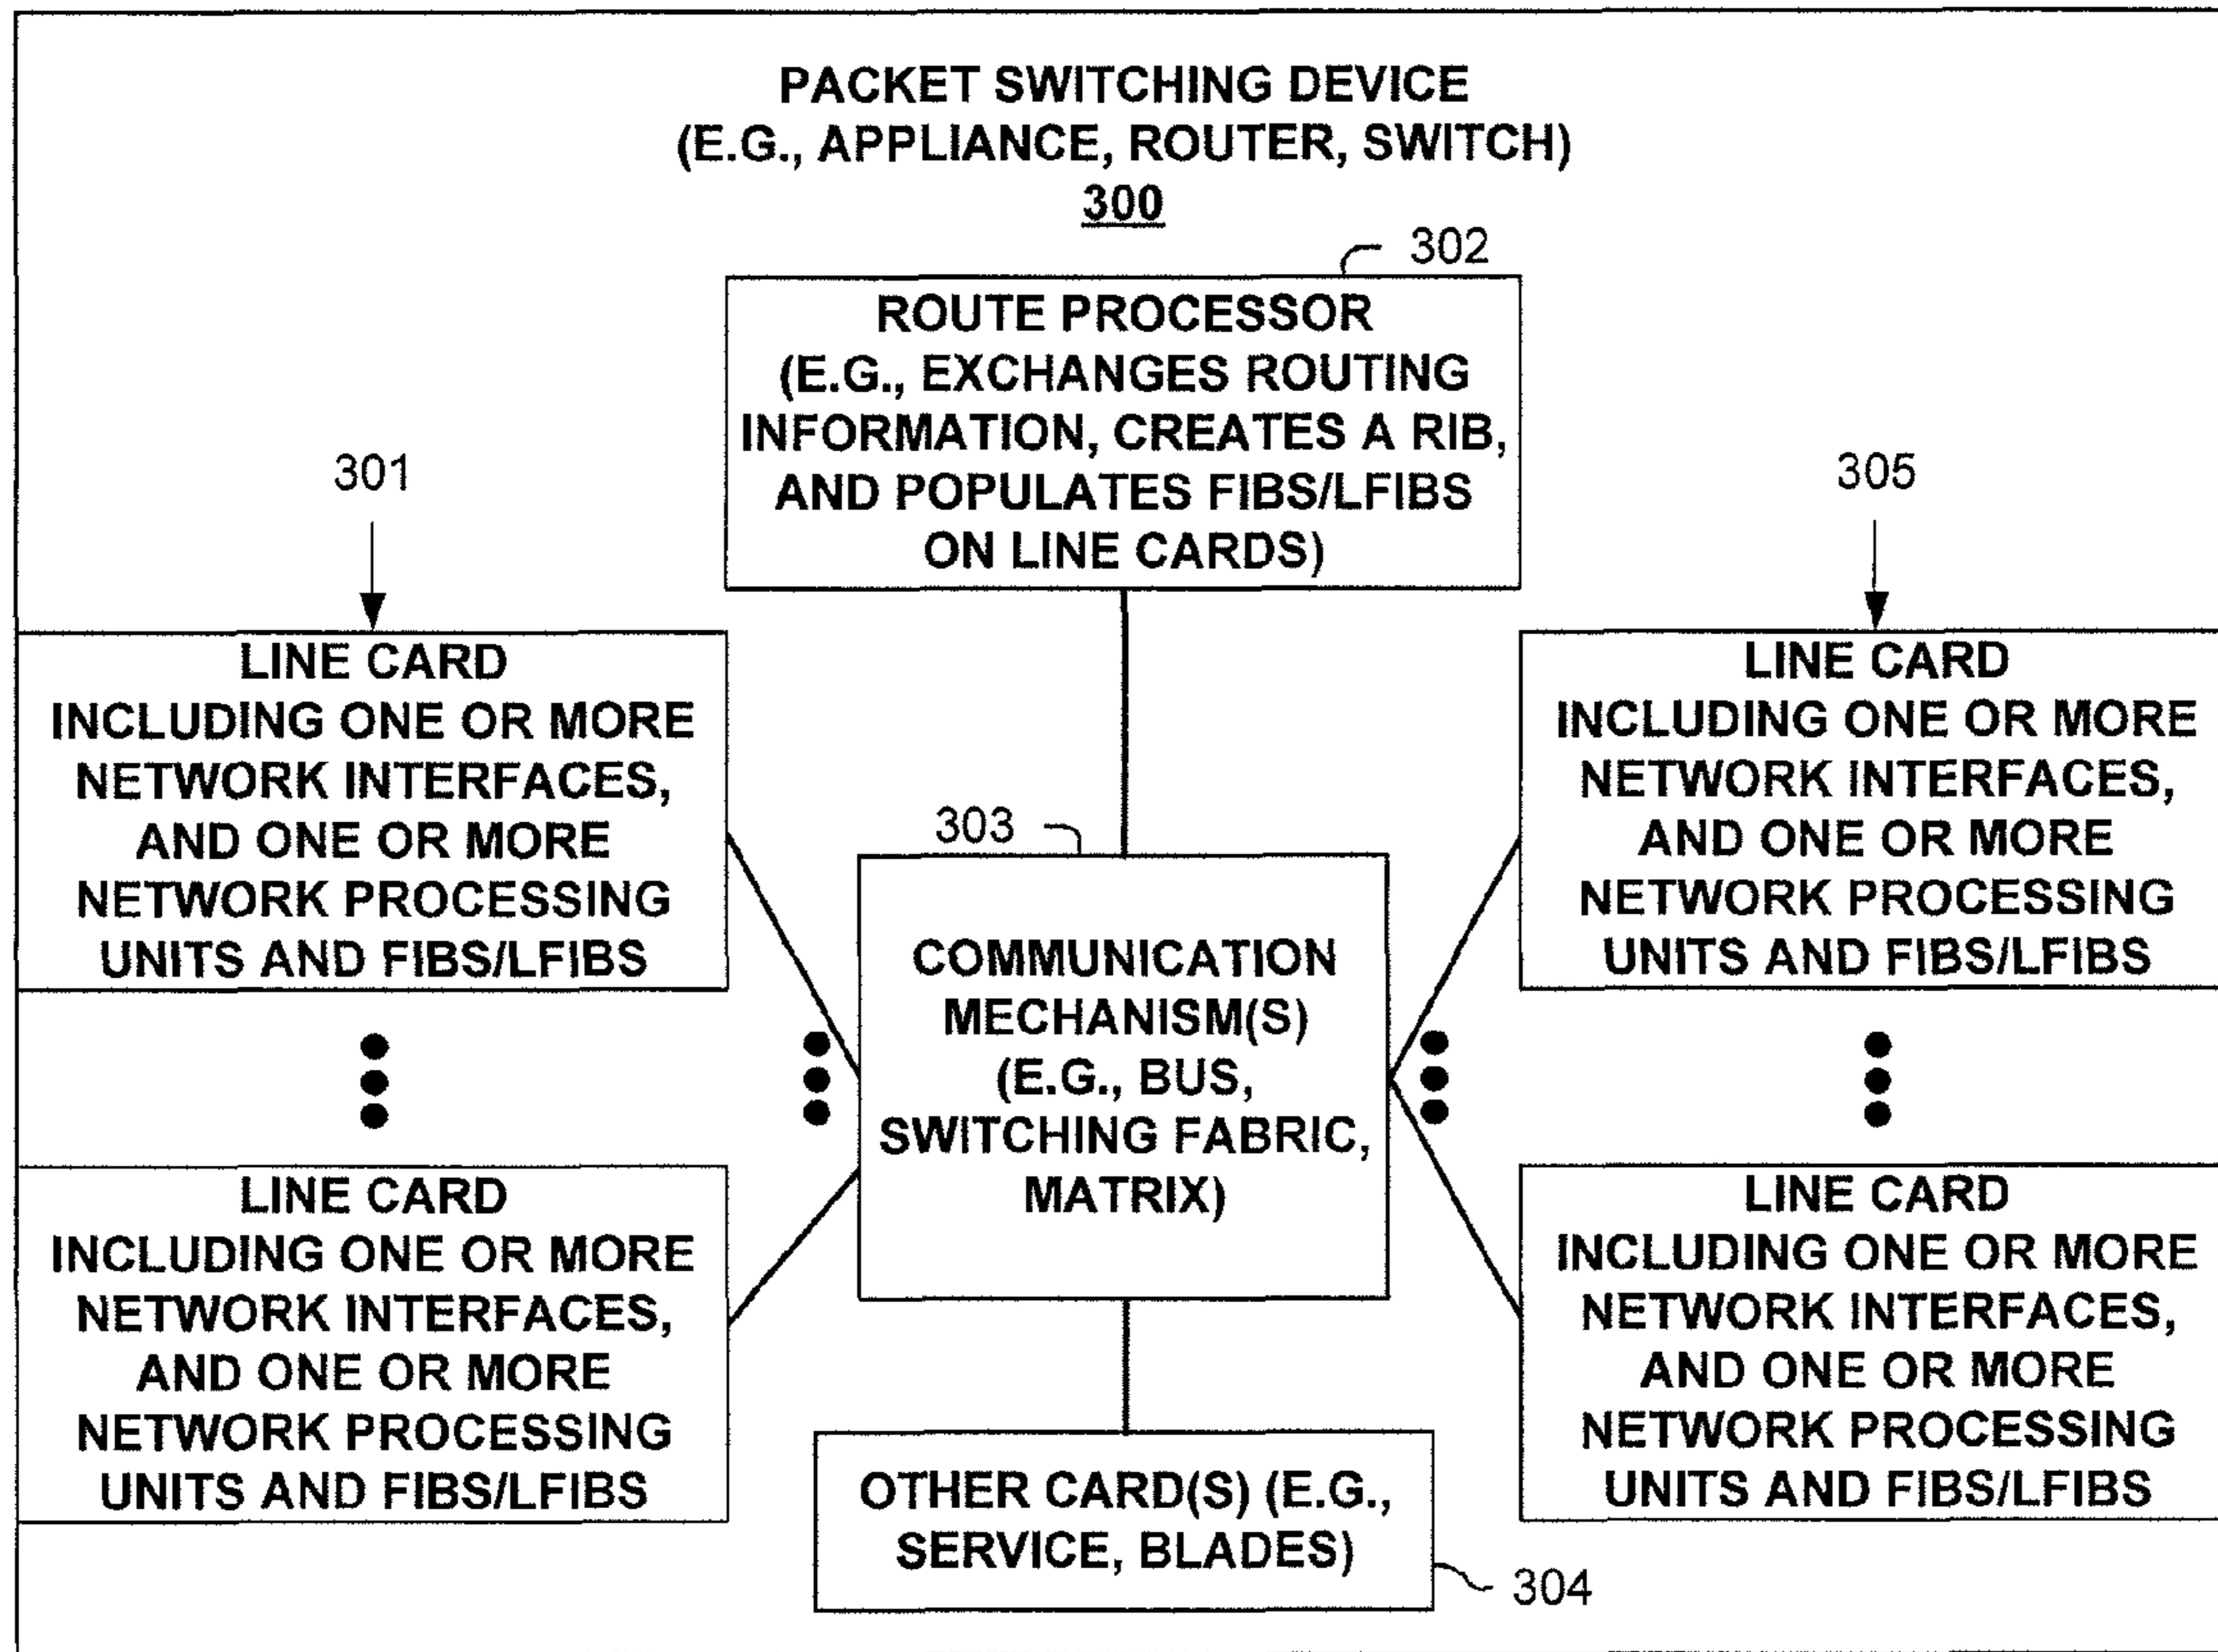 PACKET SWITCHING DEVICE
(E.G., APPLIANCE, ROUTER, SWITCH)
300
302
ROUTE PROCESSOR
(E.G., EXCHANGES ROUTING
INFORMATION, CREATES A RIB,
AND POPULATES FIBS/LFIBS
ON LINE CARDS)
301
LINE CARD
INCLUDING ONE OR MORE
NETWORK INTERFACES,
AND ONE OR MORE
NETWORK PROCESSING
UNITS AND FIBS/LFIBS
305
LINE CARD
INCLUDING ONE OR MORE
NETWORK INTERFACES,
AND ONE OR MORE
NETWORK PROCESSING
UNITS AND FIBS/LFIBS
303
COMMUNICATION
MECHANISM(S)
(E.G., BUS,
SWITCHING FABRIC,
MATRIX)
LINE CARD
INCLUDING ONE OR MORE
NETWORK INTERFACES,
AND ONE OR MORE
NETWORK PROCESSING
UNITS AND FIBS/LFIBS
LINE CARD
INCLUDING ONE OR MORE
NETWORK INTERFACES,
AND ONE OR MORE
NETWORK PROCESSING
UNITS AND FIBS/LFIBS
OTHER CARD(S) (E.G.,
SERVICE, BLADES)
304